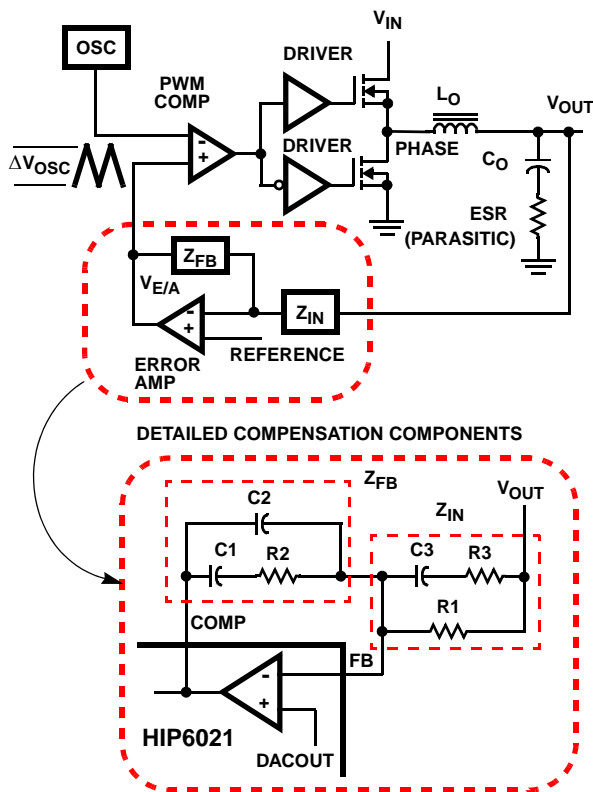 OSC
PWM
COMP
DRIVER
V_IN
DRIVER
L_O
V_OUT
PHASE
C_O
ESR
(PARASITIC)
ΔV_OSC
-
+
Z_FB
V_E/A
-
+
Z_IN
REFERENCE
ERROR
AMP
DETAILED COMPENSATION COMPONENTS
Z_FB
V_OUT
C2
Z_IN
C1
R2
C3
R3
R1
COMP
FB
-
+
HIP6021
DACOUT